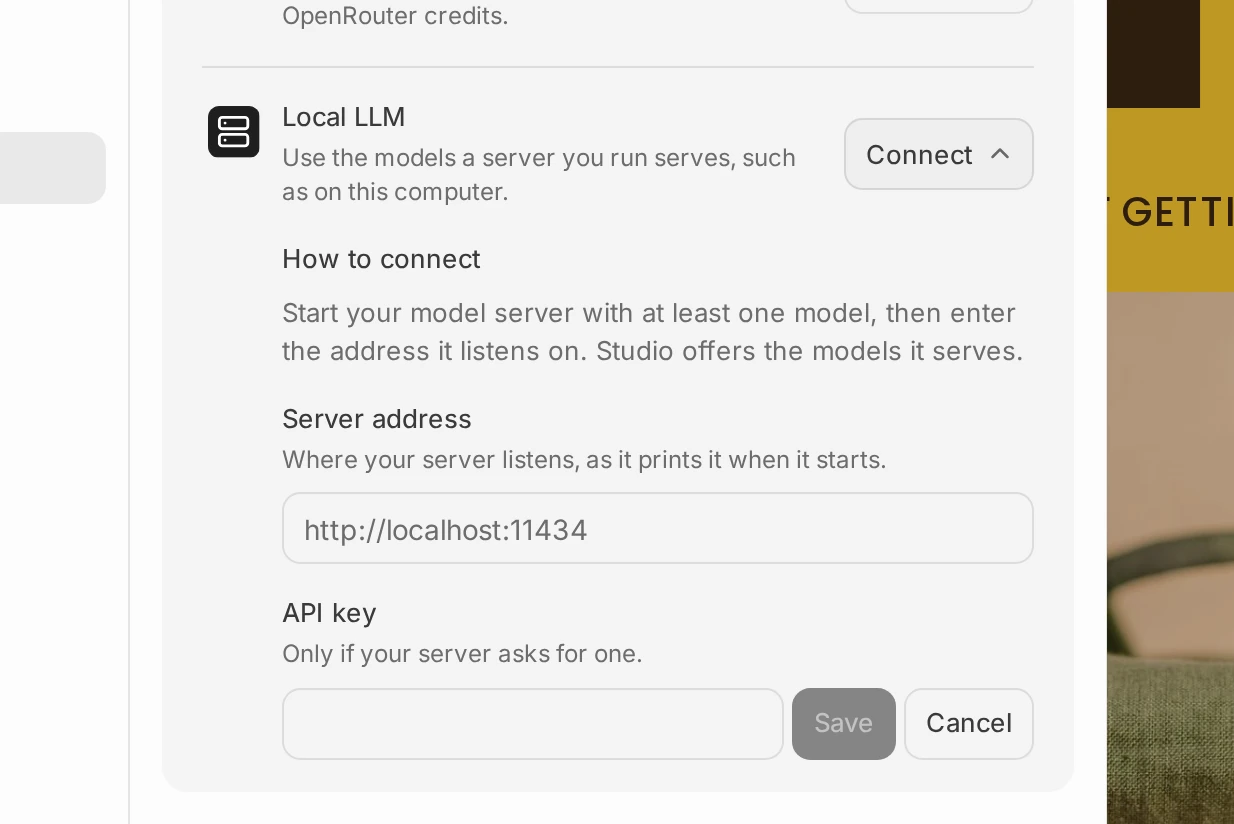 OpenRouter credits.
Local LLM
Use the models a server you run serves, such
as on this computer.
Connect
How to connect
Start your model server with at least one model, then enter
the address it listens on. Studio offers the models it serves.
Server address
Where your server listens, as it prints it when it starts.
http://localhost:11434
API key
Only if your server asks for one.
Save
Cancel